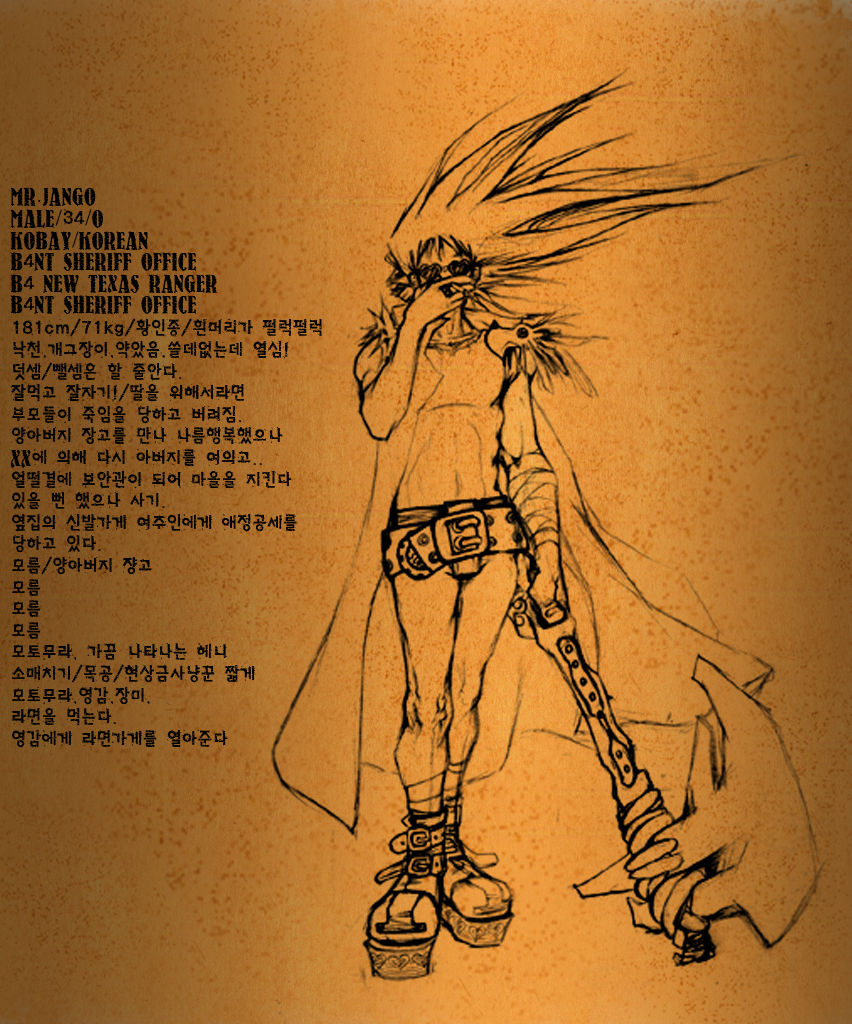 MR.JANGO
MALE/34/O
KOBAY/KOREAN
B4NT SHERIFF OFFICE
B4 NEW TEXAS RANGER
B4NT SHERIFF OFFICE
181cm/71kg/황인종/흰머리가 펄럭펄럭
낙천.개그장이.약았음.쓸데없는데 열심!
덧셈/뺄셈혼 할 줄안다.
잘먹고 잘자기!/딸을 위해서라면
부모들이 죽임을 당하고 버려짐.
양아버지 장고를 만나 나름행복했으나
XX에 의해 다시 아버지를 여의고..
얼떨결에 보안관이 되어 마을을 지킨다
있을 뻔 했으나 사기.
옆집의 신발가게 여주인에게 애정공세를
당하고 있다.
모름/양아버지 쟝고
모름
모름
모름
모토무라. 가끔 나타나는 헤니
소매치기/목공/현상금사냥꾼 짧게
모토무라.영감.장미.
라면을 먹는다.
영감에게 라면가게를 열아준다